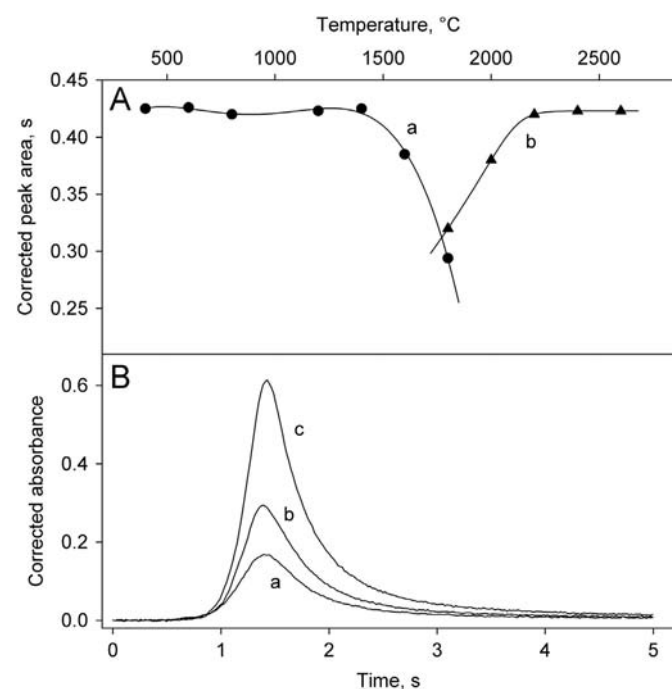 Temperature, °C
500 1000 1500 2000 2500
A
0.45
0.40
0.35
0.30
0.25
Corrected peak area, s
a
b
B
0.6
0.4
0.2
0.0
Corrected absorbance
c
b
a
0 1 2 3 4 5
Time, s